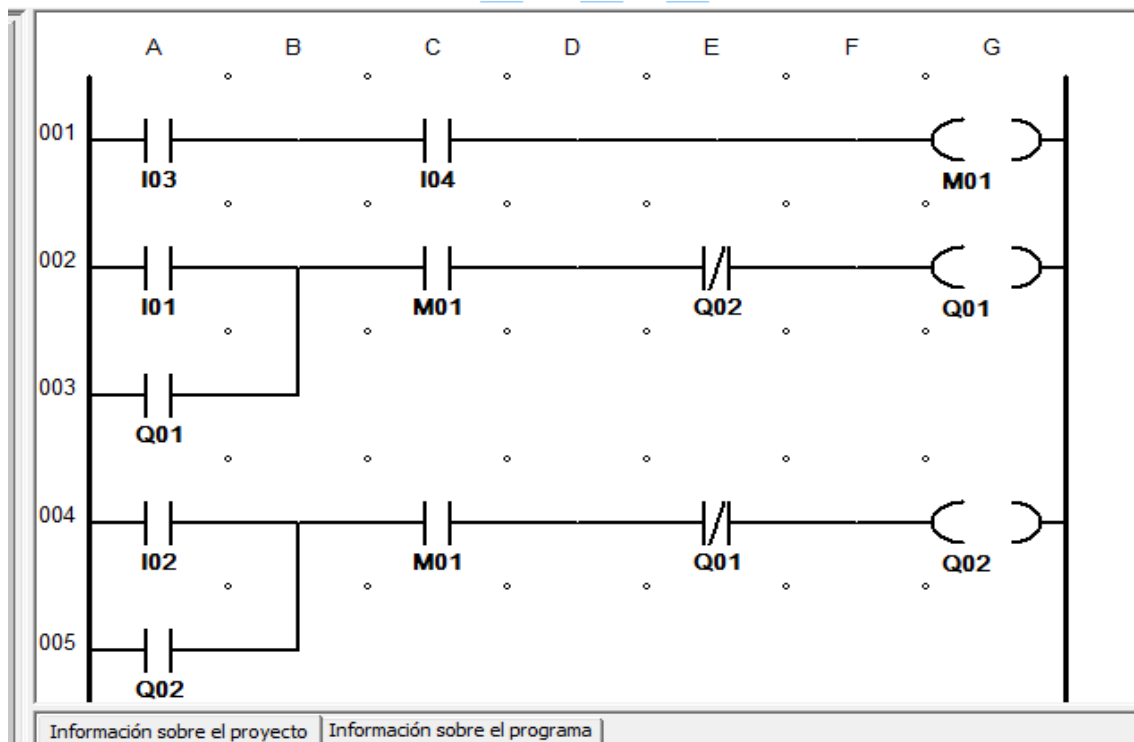 A B C D E F G
001
I03 I04 M01
002
I01 M01 Q02 Q01
003
Q01
004
I02 M01 Q01 Q02
005
Q02
Información sobre el proyecto Información sobre el programa